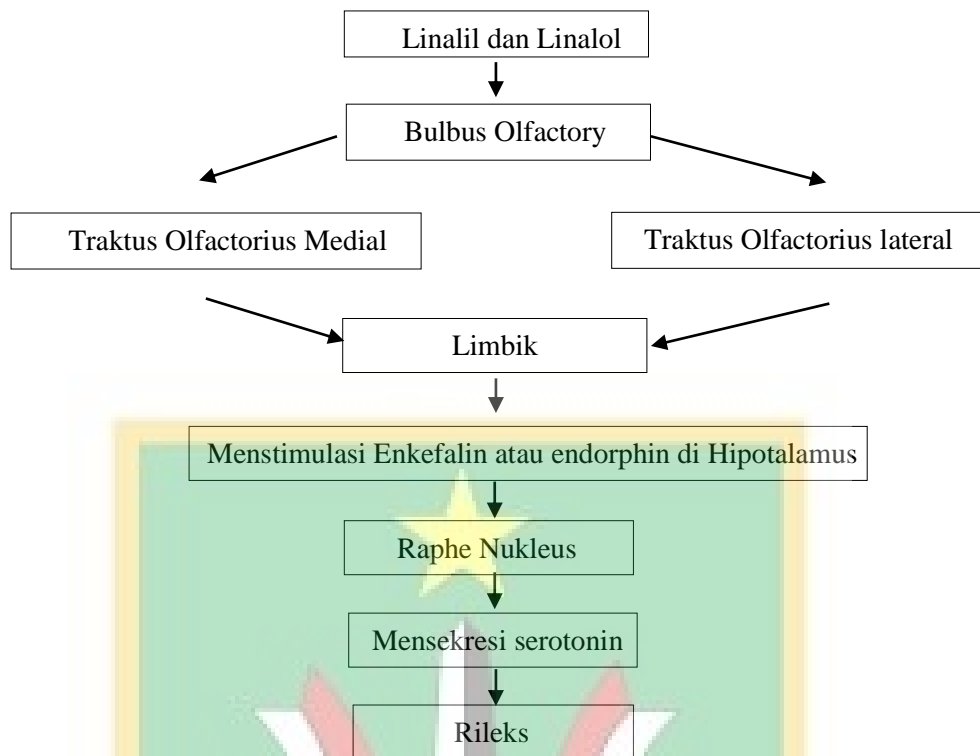 Linalil dan Linalol
Bulbus Olfactory
Traktus Olfactorius Medial
Traktus Olfactorius lateral
Limbik
Menstimulasi Enkefalin atau endorphin di Hipotalamus
Raphe Nukleus
Mensekresi serotonin
Rileks